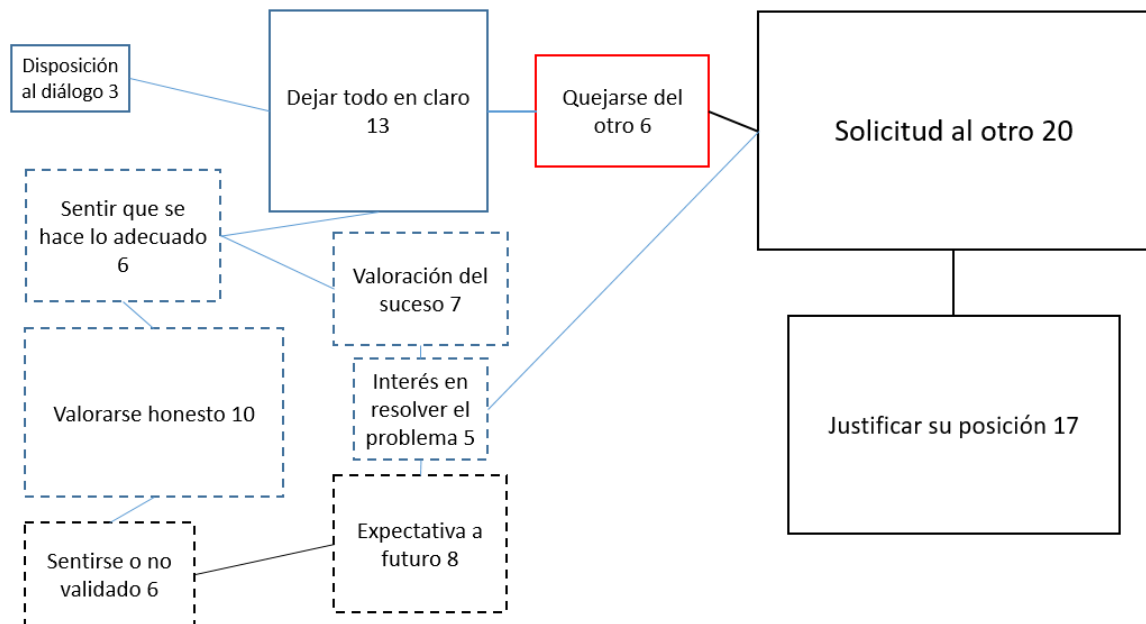 Disposición
al diálogo 3
Dejar todo en claro
13
Quejarse del
otro 6
Solicitud al otro 20
Sentir que se
hace lo adecuado
6
Valoración del
suceso 7
Valorarse honesto 10
Interés en
resolver el
problema 5
Justificar su posición 17
Sentirse o no
validado 6
Expectativa a
futuro 8